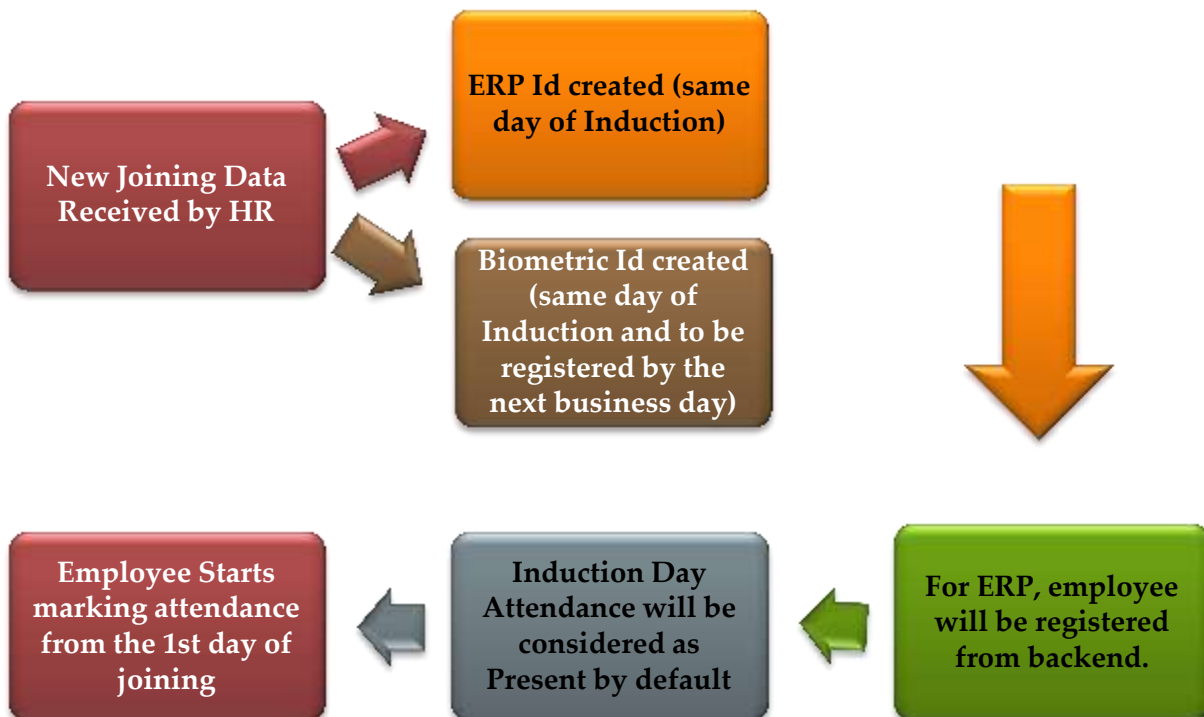 New Joining Data
Received by HR
ERP Id created (same
day of Induction)
Biometric Id created
(same day of
Induction and to be
registered by the
next business day)
For ERP, employee
will be registered
from backend.
Induction Day
Attendance will be
considered as
Present by default
Employee Starts
marking attendance
from the 1st day of
joining